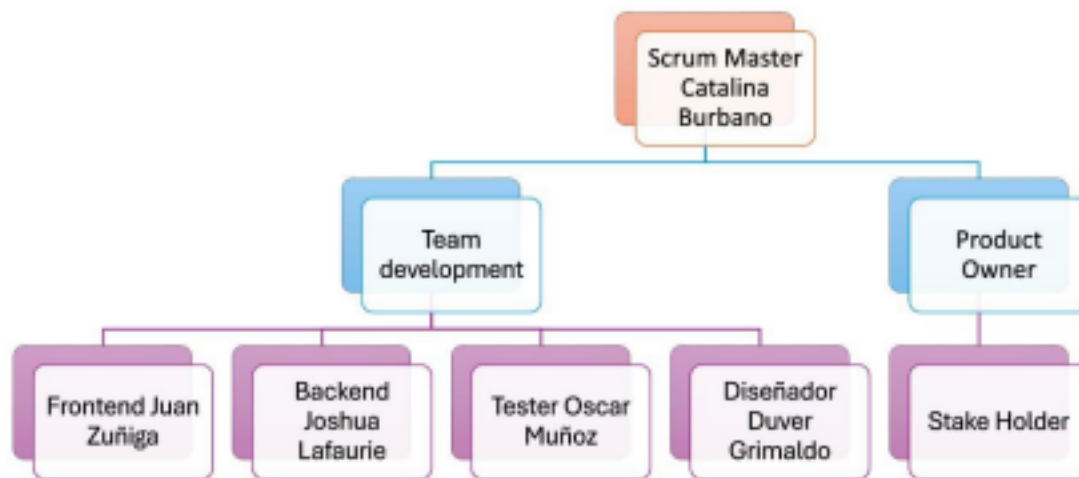 Scrum Master
Catalina
Burbano
Team
development
Product
Owner
Frontend Juan
Zuñiga
Backend
Joshua
Lafaurie
Tester Oscar
Muñoz
Diseñador
Duver
Grimaldo
Stake Holder